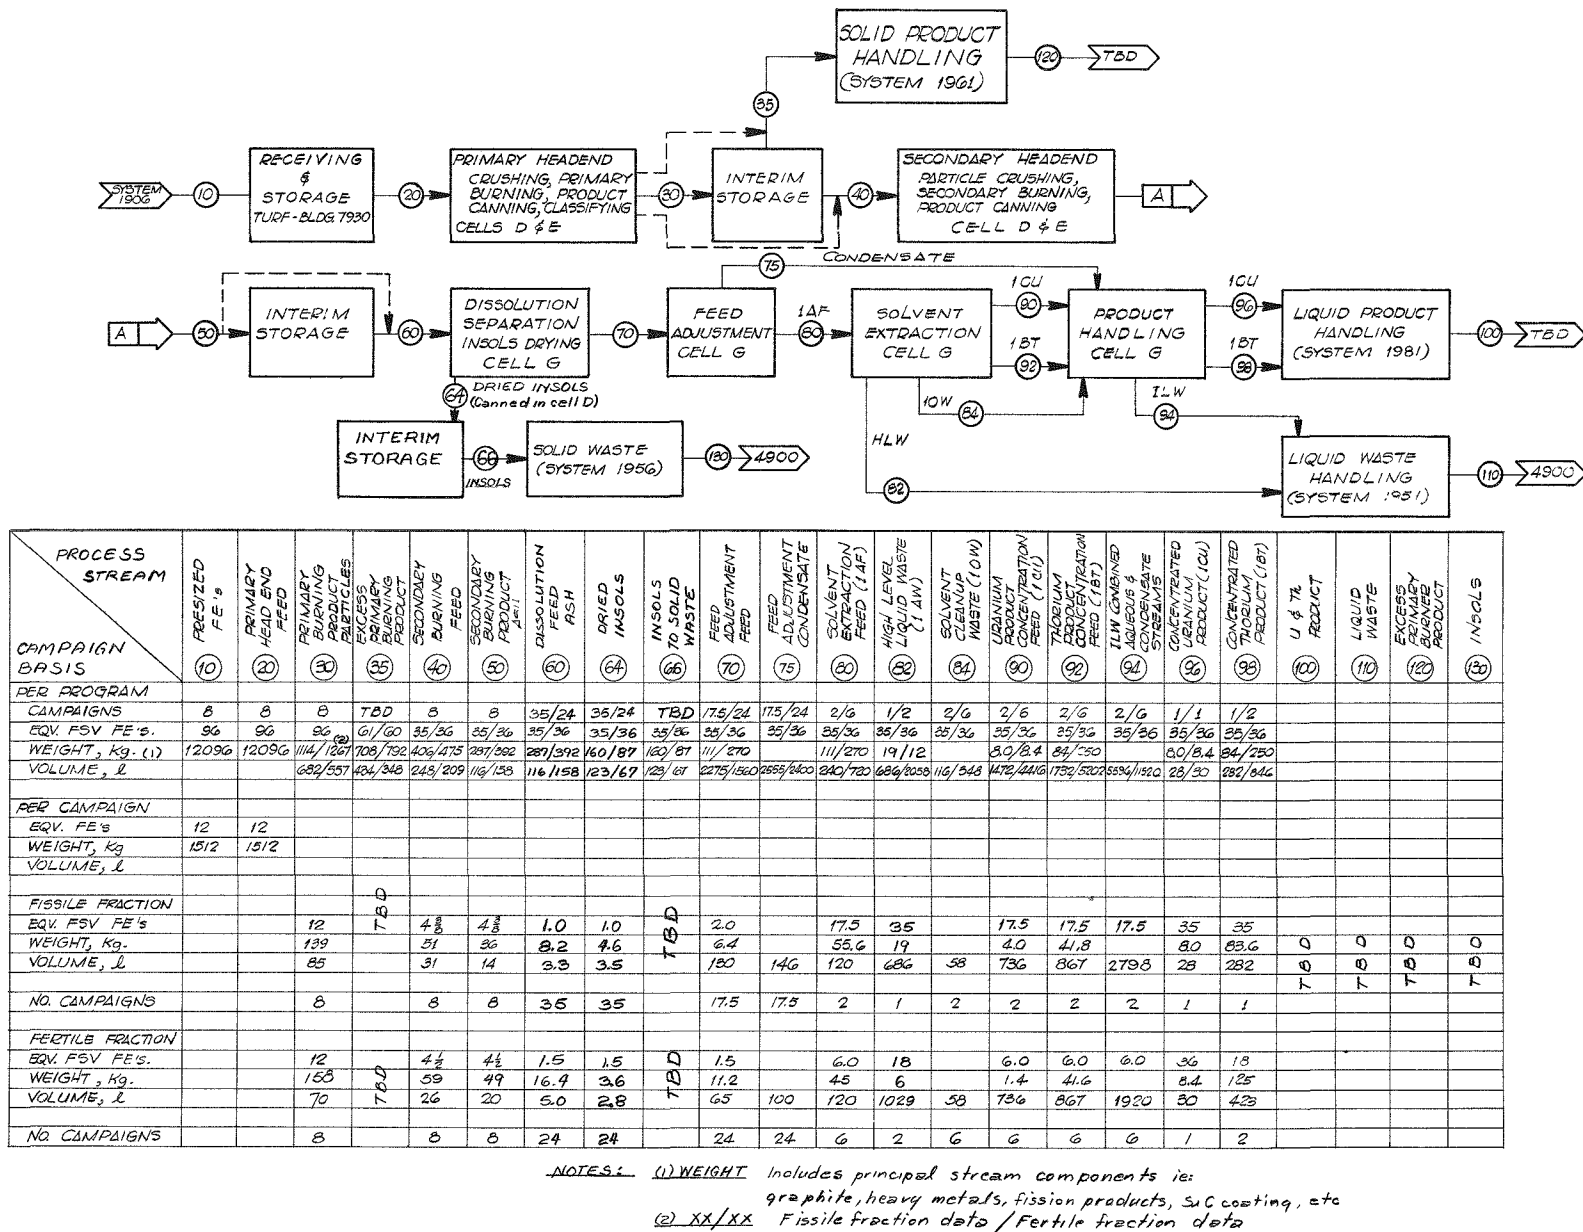 SOLID PRODUCT
HANDLING
(SYSTEM 1961)
120
TBD
35
SYSTEM
1906
10
RECEIVING
&
STORAGE
TURF-BLDG. 7930
20
PRIMARY HEADEND
CRUSHING, PRIMARY
BURNING, PRODUCT
CANNING, CLASSIFYING
CELLS D & E
30
INTERIM
STORAGE
40
SECONDARY HEADEND
PARTICLE CRUSHING,
SECONDARY BURNING,
PRODUCT CANNING
CELL D & E
A
A
50
INTERIM
STORAGE
60
DISSOLUTION
SEPARATION
INSOLS DRYING
CELL G
70
FEED
ADJUSTMENT
CELL G
75
CONDENSATE
1AF
80
SOLVENT
EXTRACTION
CELL G
1CU
90
1BT
92
PRODUCT
HANDLING
CELL G
1CU
96
1BT
98
LIQUID PRODUCT
HANDLING
(SYSTEM 1981)
100
TBD
64
DRIED INSOLS
(Canned in cell D)
INTERIM
STORAGE
66
INSOLS
SOLID WASTE
(SYSTEM 1956)
130
4900
10W
84
HLW
82
ILW
94
LIQUID WASTE
HANDLING
(SYSTEM 1951)
110
4900
PROCESS
STREAM
CAMPAIGN
BASIS
PRESIZED FE's 10
PRIMARY HEAD END FEED 20
PRIMARY BURNING PRODUCT PARTICLES 30
EXCESS PRIMARY BURNING PRODUCT 35
SECONDARY BURNING FEED 40
SECONDARY BURNING PRODUCT 50
DISSOLUTION FEED ASH 60
DRIED INSOLS 64
INSOLS TO SOLID WASTE 66
FEED ADJUSTMENT FEED 70
FEED ADJUSTMENT CONDENSATE 75
SOLVENT EXTRACTION FEED (1AF) 80
HIGH LEVEL LIQUID WASTE (1AW) 82
SOLVENT CLEANUP WASTE (10W) 84
URANIUM PRODUCT CONCENTRATION FEED (1CU) 90
THORIUM PRODUCT CONCENTRATION FEED (1BT) 92
ILW COMBINED AQUEOUS & CONDENSATE STREAMS 94
CONCENTRATED URANIUM PRODUCT (1CU) 96
CONCENTRATED THORIUM PRODUCT (1BT) 98
U & Th PRODUCT 100
LIQUID WASTE 110
EXCESS PRIMARY BURNER PRODUCT 120
INSOLS 130
PER PROGRAM
CAMPAIGNS 8 8 8 TBD 8 8 35/24 35/24 TBD 17.5/24 17.5/24 2/6 1/2 2/6 2/6 2/6 2/6 1/1 1/2
EQV. FSV FE'S. 96 96 96 (2) 61/60 35/36 35/36 35/36 35/36 35/36 35/36 35/36 35/36 35/36 35/36 35/36 35/36 35/36 35/36 35/36
WEIGHT, Kg. (1) 12096 12096 1114/1267 708/792 406/475 287/392 287/392 160/87 160/87 111/270 111/270 19/12 8.0/8.4 84/250 8.0/8.4 84/250
VOLUME, l 682/557 434/348 248/209 116/158 116/158 123/67 123/67 2275/1560 2555/2400 240/720 686/2058 116/348 1472/4416 1732/5202 5596/11520 28/30 282/846
PER CAMPAIGN
EQV. FE's 12 12
WEIGHT, Kg 1512 1512
VOLUME, l
FISSILE FRACTION TBD TBD
EQV. FSV FE's 12 4 3/8 4 3/8 1.0 1.0 2.0 17.5 35 17.5 17.5 17.5 35 35
WEIGHT, Kg. 139 51 36 8.2 4.6 6.4 55.6 19 4.0 41.8 8.0 83.6
VOLUME, l 85 31 14 3.3 3.5 130 146 120 686 58 736 867 2798 28 282 TBD TBD TBD TBD
NO. CAMPAIGNS 8 8 8 35 35 17.5 17.5 2 1 2 2 2 2 1 1
FERTILE FRACTION
EQV. FSV FE's. 12 4 1/2 4 1/2 1.5 1.5 1.5 6.0 18 6.0 6.0 6.0 36 18
WEIGHT, Kg. 158 TBD 59 49 16.4 3.6 TBD 11.2 45 6 1.4 41.6 8.4 125
VOLUME, l 70 26 20 5.0 2.8 65 100 120 1029 58 736 867 1920 30 423
NO. CAMPAIGNS 8 8 8 24 24 24 24 6 2 6 6 6 6 1 2
NOTES: (1) WEIGHT Includes principal stream components ie:
graphite, heavy metals, fission products, SiC coating, etc
(2) XX/XX Fissile fraction data / Fertile fraction data